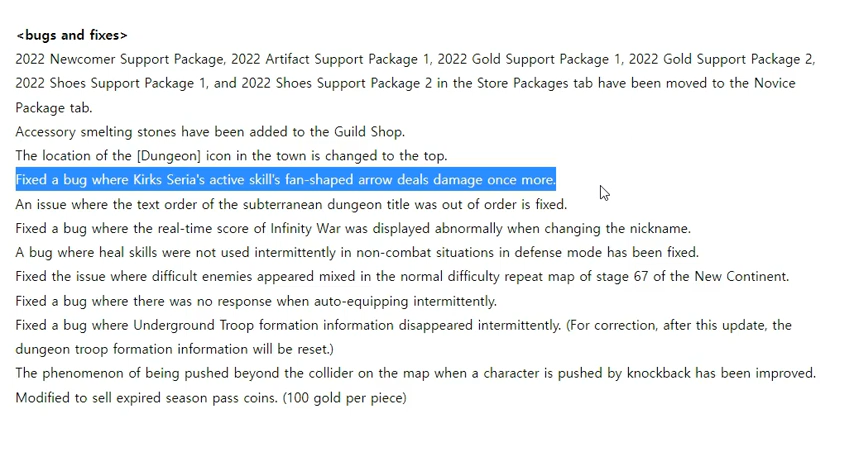 <bugs and fixes>
2022 Newcomer Support Package, 2022 Artifact Support Package 1, 2022 Gold Support Package 1, 2022 Gold Support Package 2,
2022 Shoes Support Package 1, and 2022 Shoes Support Package 2 in the Store Packages tab have been moved to the Novice
Package tab.
Accessory smelting stones have been added to the Guild Shop.
The location of the [Dungeon] icon in the town is changed to the top.
Fixed a bug where Kirks Seria's active skill's fan-shaped arrow deals damage once more.
An issue where the text order of the subterranean dungeon title was out of order is fixed.
Fixed a bug where the real-time score of Infinity War was displayed abnormally when changing the nickname.
A bug where heal skills were not used intermittently in non-combat situations in defense mode has been fixed.
Fixed the issue where difficult enemies appeared mixed in the normal difficulty repeat map of stage 67 of the New Continent.
Fixed a bug where there was no response when auto-equipping intermittently.
Fixed a bug where Underground Troop formation information disappeared intermittently. (For correction, after this update, the
dungeon troop formation information will be reset.)
The phenomenon of being pushed beyond the collider on the map when a character is pushed by knockback has been improved.
Modified to sell expired season pass coins. (100 gold per piece)